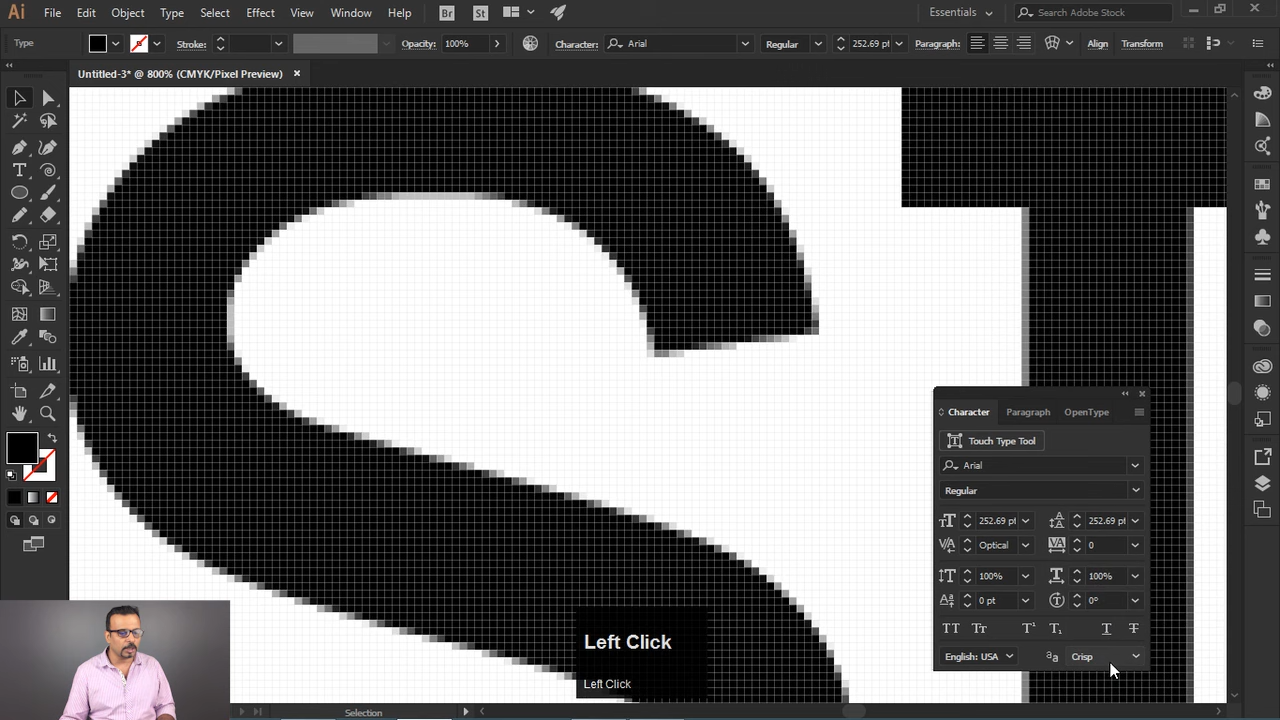 Ai File Edit Object Type Select Effect View Window Help Br St Essentials Search Adobe Stock
Type Stroke: Opacity: 100% Character: Arial Regular 252.69 pt Paragraph: Align Transform
Untitled-3* @ 800% (CMYK/Pixel Preview) ×
Character Paragraph OpenType
Touch Type Tool
Arial
Regular
252.69 pt 252.69 pt
Optical 0
100% 100%
0 pt 0°
English: USA Crisp
Left Click
Left Click
Selection